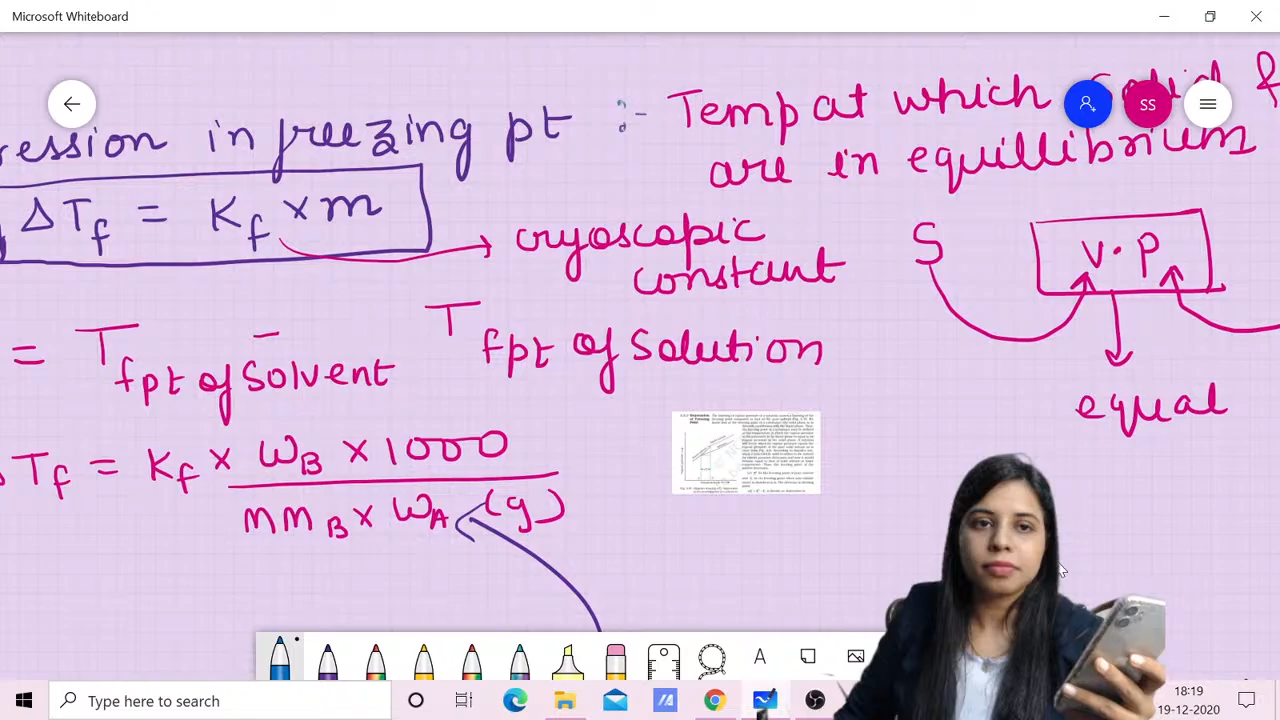 Microsoft Whiteboard
ression in freezing pt :- Temp at which solid f
are in equillibrium
SS
ΔTf = Kf × m
cryoscopic
constant
S
v.p
= Tfpt of solvent - Tfpt of solution
equal
Tf Kf × WB × 1000
MMB × WA (g)
Type here to search
18:19
19-12-2020